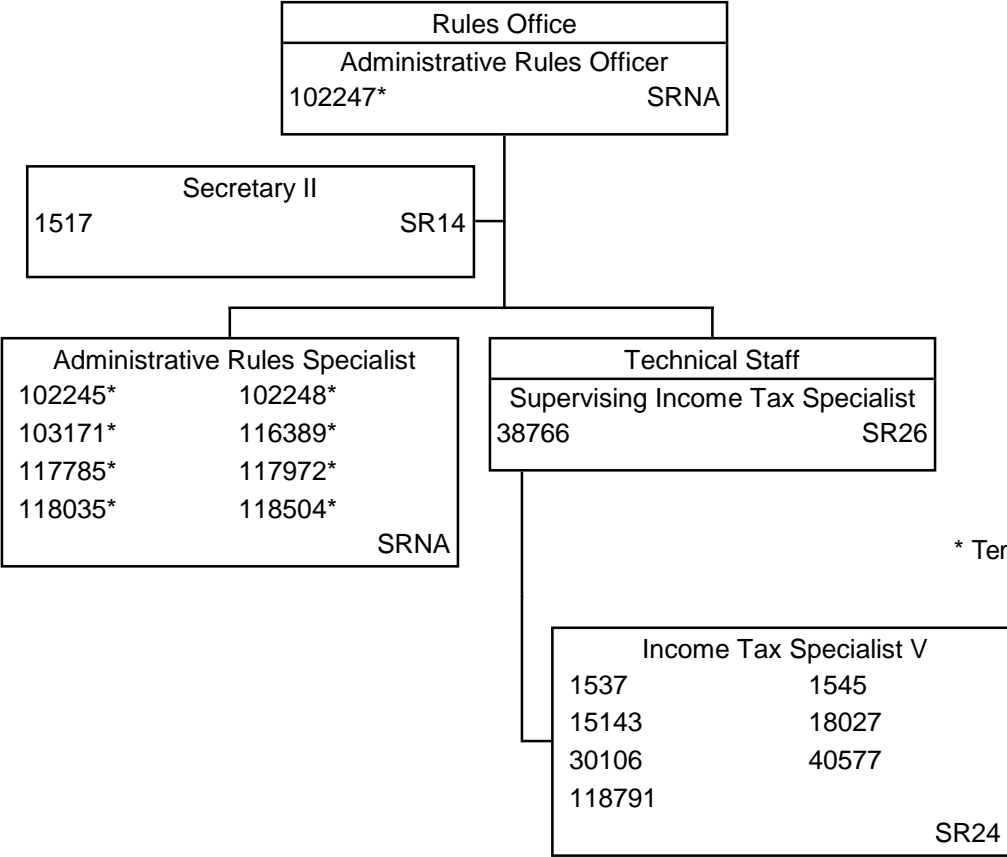 Rules Office
Administrative Rules Officer
102247* SRNA
Secretary II
1517 SR14
Administrative Rules Specialist
102245* 102248*
103171* 116389*
117785* 117972*
118035* 118504*
SRNA
Technical Staff
Supervising Income Tax Specialist
38766 SR26
*
Income Tax Specialist V
1537 1545
15143 18027
30106 40577
118791
SR24